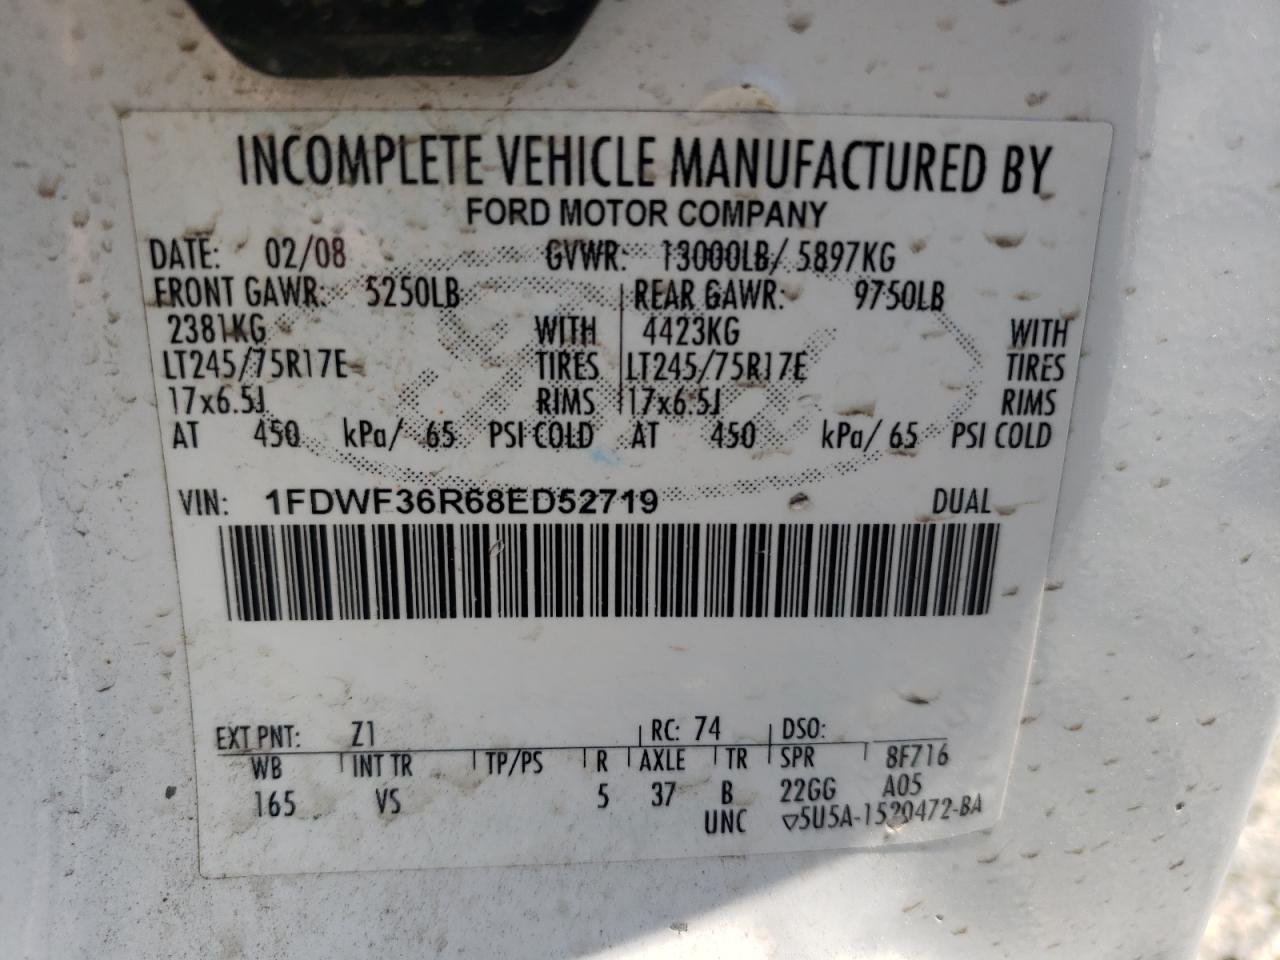 INCOMPLETE VEHICLE MANUFACTURED BY
FORD MOTOR COMPANY
DATE: 02/08 GVWR: 13000LB/ 5897KG
FRONT GAWR: 5250LB REAR GAWR: 9750LB
2381KG WITH 4423KG WITH
LT245/75R17E TIRES LT245/75R17E TIRES
17x6.5J RIMS 17x6.5J RIMS
AT 450 kPa/ 65 PSI COLD AT 450 kPa/ 65 PSI COLD
VIN: 1FDWF36R68ED52719 DUAL
EXT PNT: Z1 RC: 74 DSO:
WB INT TR TP/PS R AXLE TR SPR 8F716
165 VS 5 37 B 22GG A05
UNC ▽5U5A-1520472-BA